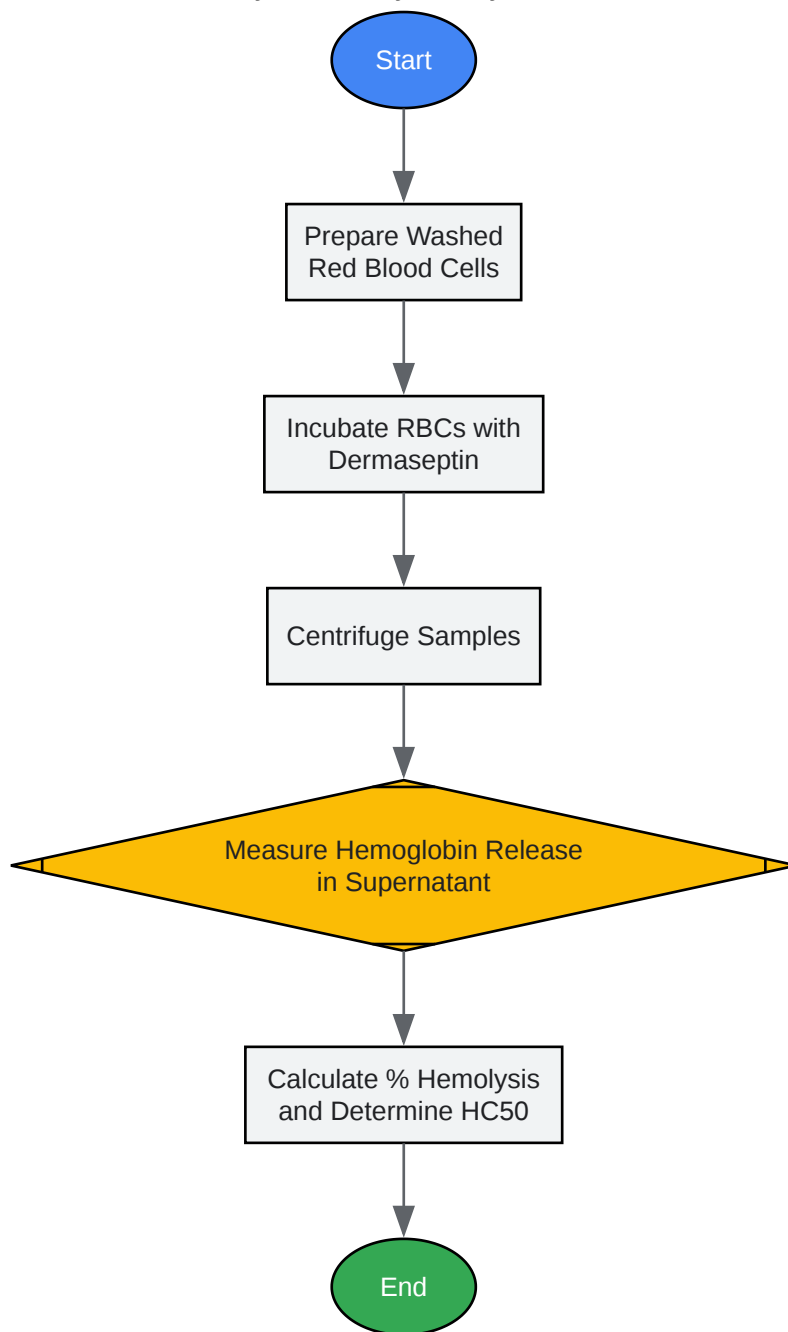 Start
Prepare Washed
Red Blood Cells
Incubate RBCs with
Dermaseptin
Centrifuge Samples
Measure Hemoglobin Release
in Supernatant
Calculate % Hemolysis
and Determine HC50
End